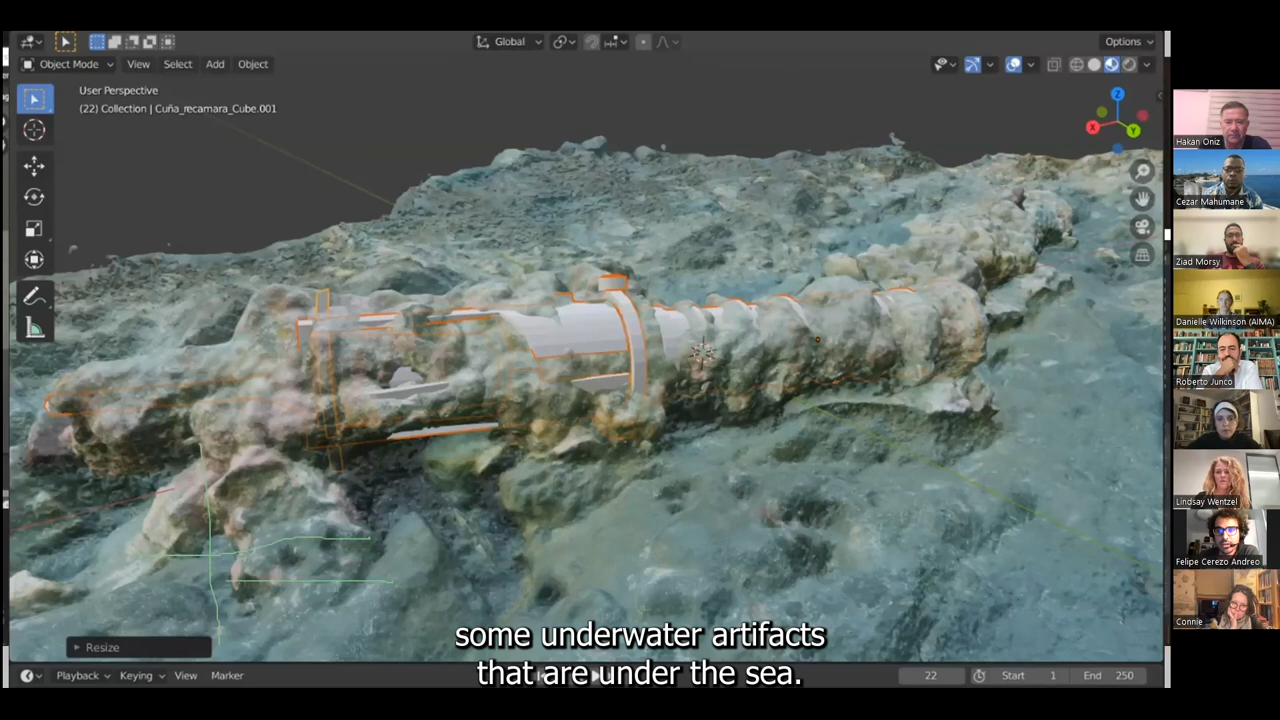 Global
Options
Object Mode View Select Add Object
User Perspective
(22) Collection | Cuña_recamara_Cube.001
Z
X
Y
Hakan Oniz
Cezar Mahumane
Ziad Morsy
Danielle Wilkinson (AIMA)
Roberto Junco
Lindsay Wentzel
Felipe Cerezo Andreo
Connie
Resize
some underwater artifacts
that are under the sea.
Playback Keying View Marker 22 Start 1 End 250